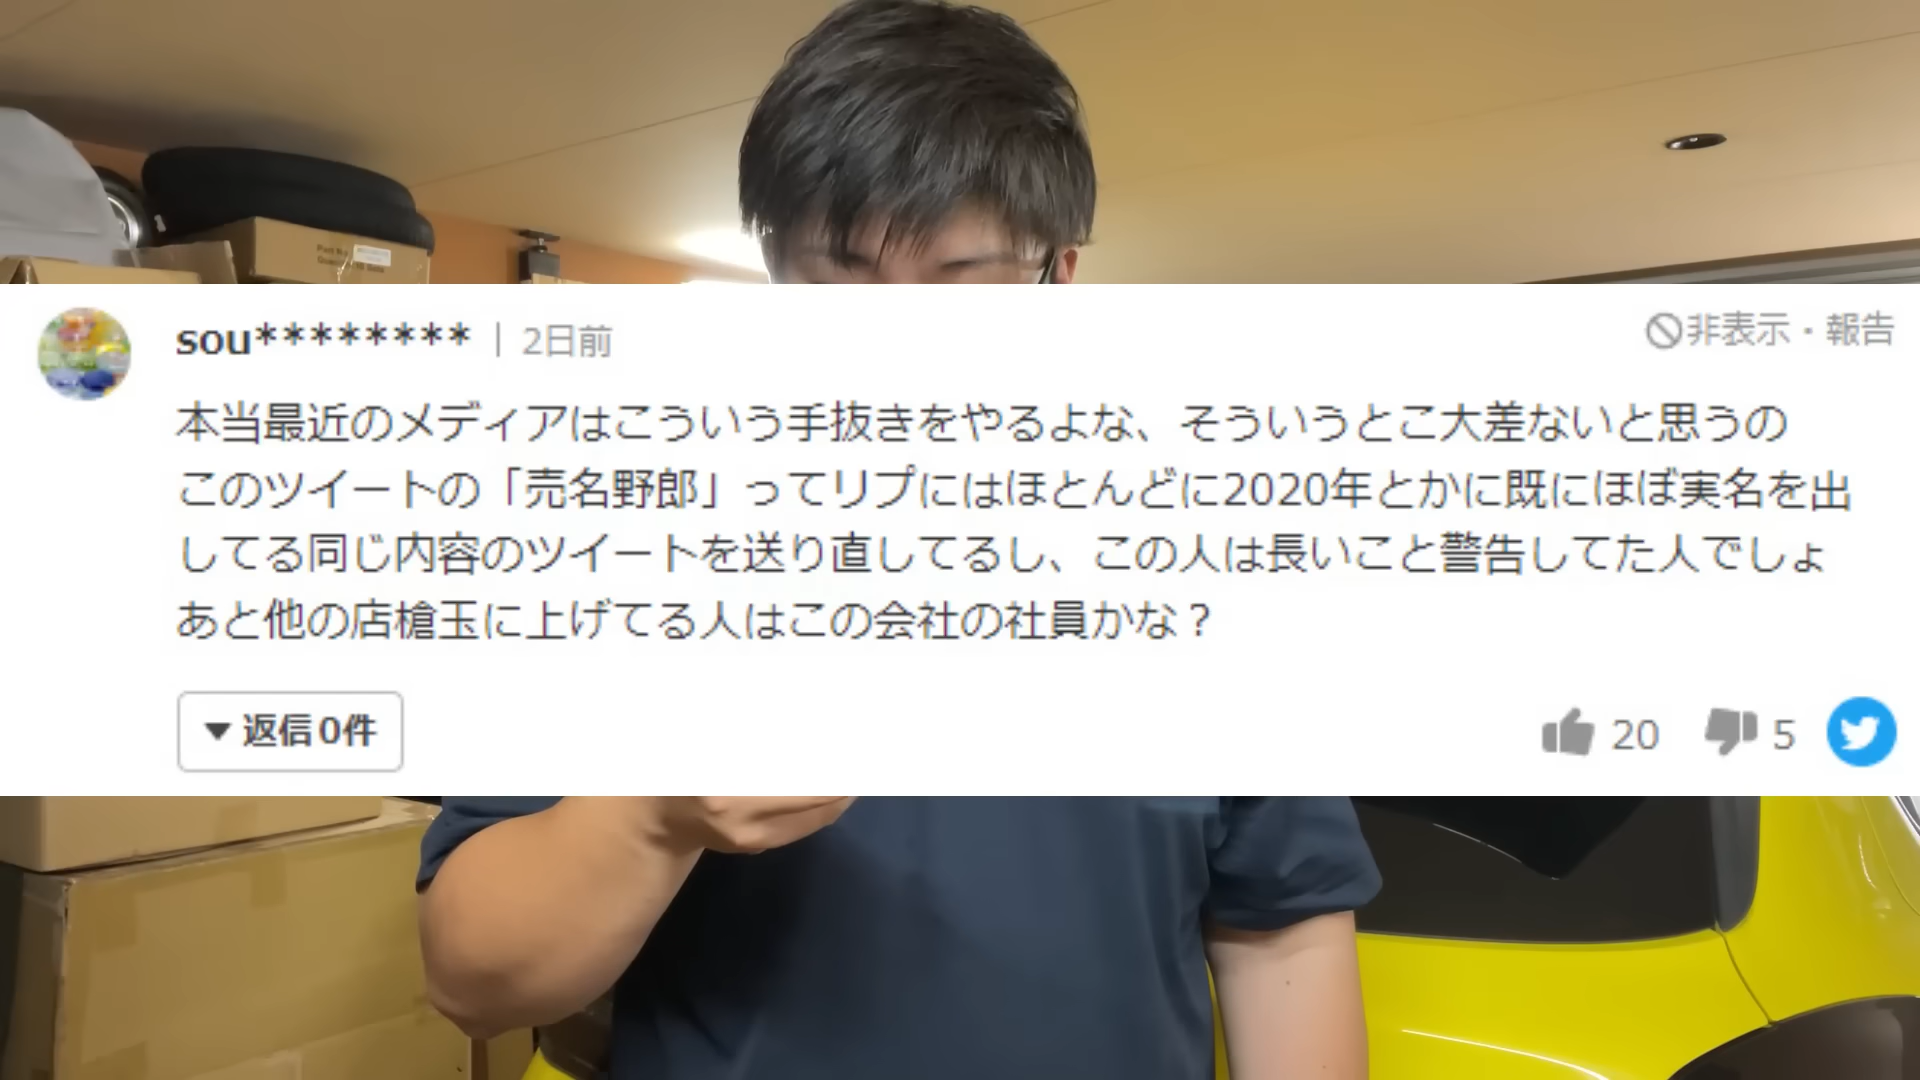 sou******** | 2日前
非表示・報告
本当最近のメディアはこういう手抜きをやるよな、そういうとこ大差ないと思うの
このツイートの「売名野郎」ってリプにはほとんどに2020年とかに既にほぼ実名を出
してる同じ内容のツイートを送り直してるし、この人は長いこと警告してた人でしょ
あと他の店槍玉に上げてる人はこの会社の社員かな？
返信0件
20
5